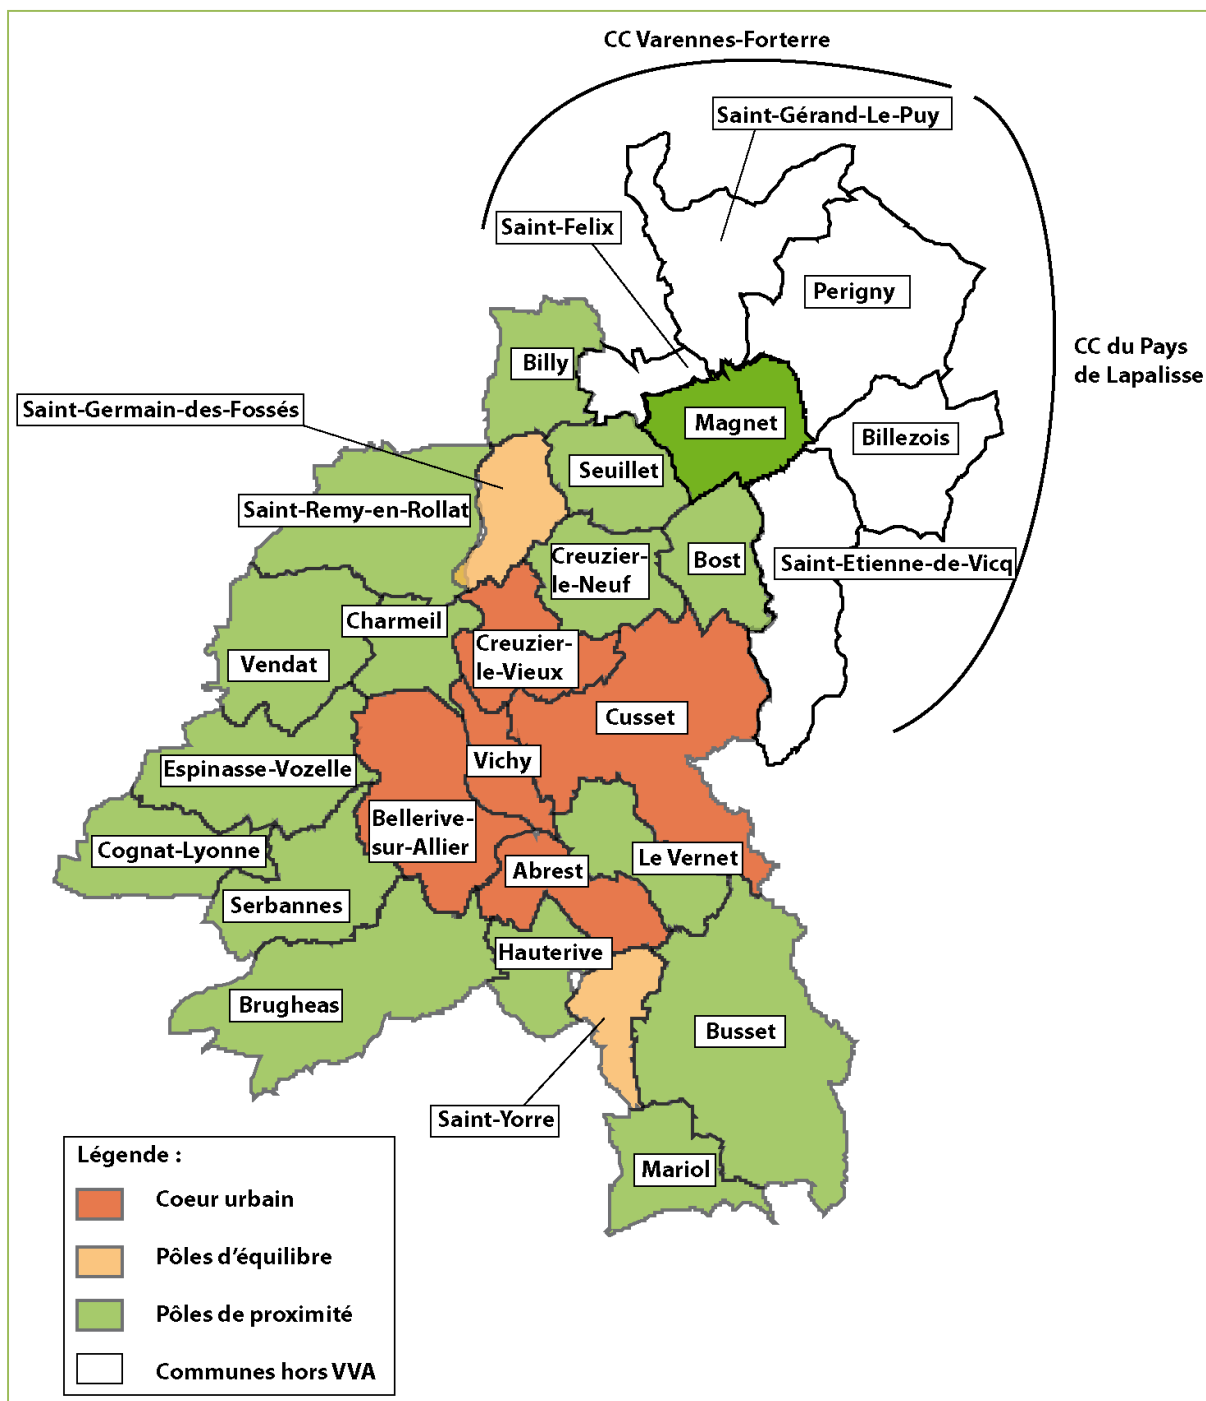 CC Varennes-Forterre
Saint-Gérand-Le-Puy
Saint-Felix
Perigny
CC du Pays
de Lapalisse
Billy
Saint-Germain-des-Fossés
Magnet
Billezois
Seuillet
Saint-Remy-en-Rollat
Creuzier-
le-Neuf
Bost
Saint-Etienne-de-Vicq
Charmeil
Creuzier-
le-Vieux
Vendat
Cusset
Vichy
Espinasse-Vozelle
Bellerive-
sur-Allier
Cognat-Lyonne
Le Vernet
Abrest
Serbannes
Hauterive
Brugheas
Busset
Saint-Yorre
Mariol
Légende :
Coeur urbain
Pôles d’équilibre
Pôles de proximité
Communes hors VVA